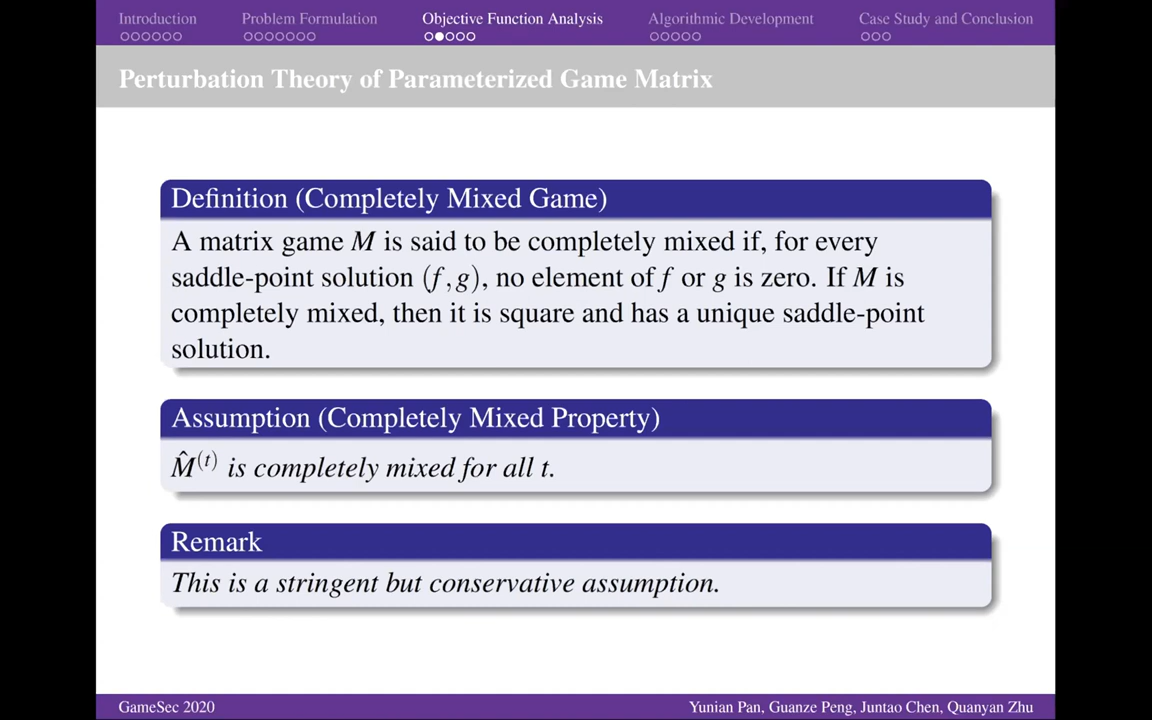 Introduction
Problem Formulation
Objective Function Analysis
Algorithmic Development
Case Study and Conclusion
Perturbation Theory of Parameterized Game Matrix
Definition (Completely Mixed Game)
A matrix game M is said to be completely mixed if, for every
saddle-point solution (f, g), no element of f or g is zero. If M is
completely mixed, then it is square and has a unique saddle-point
solution.
Assumption (Completely Mixed Property)
M̂⁽ᵗ⁾ is completely mixed for all t.
Remark
This is a stringent but conservative assumption.
GameSec 2020
Yunian Pan, Guanze Peng, Juntao Chen, Quanyan Zhu